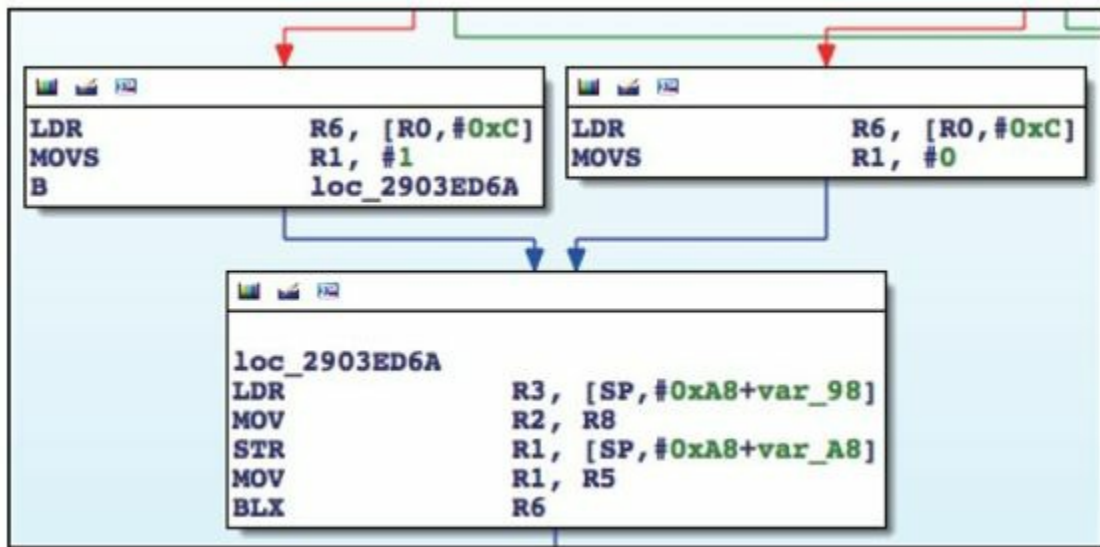 LDR R6, [R0,#0xC]
MOVS R1, #1
B loc_2903ED6A
LDR R6, [R0,#0xC]
MOVS R1, #0
loc_2903ED6A
LDR R3, [SP,#0xA8+var_98]
MOV R2, R8
STR R1, [SP,#0xA8+var_A8]
MOV R1, R5
BLX R6